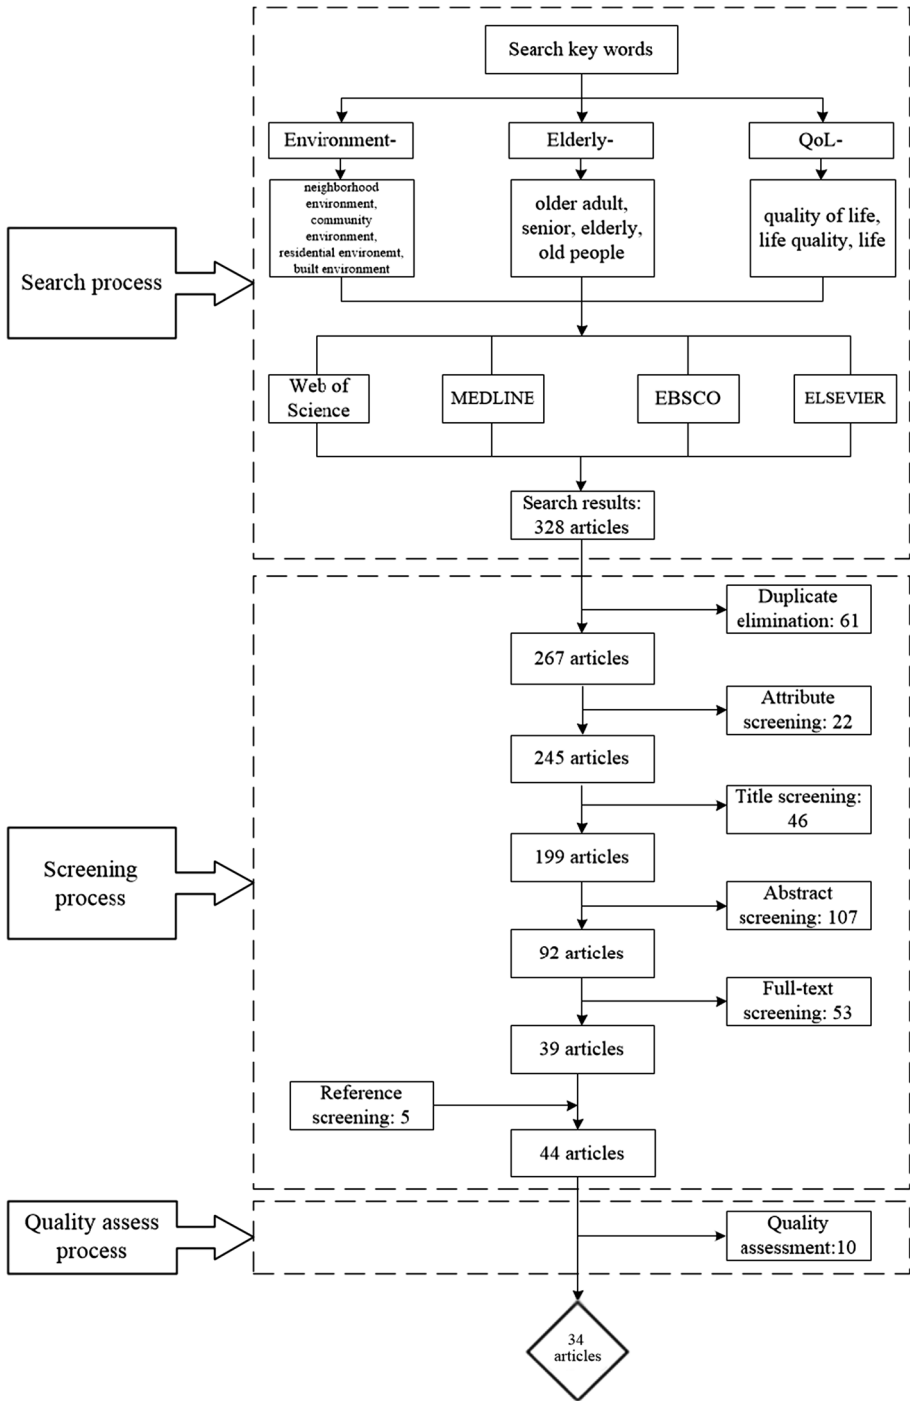 Search key words
Environment-
Elderly-
QoL-
neighborhood
environment,
community
environment,
residential environemt,
built environment
older adult,
senior, elderly,
old people
quality of life,
life quality, life
Search process
Web of
Science
MEDLINE
EBSCO
ELSEVIER
Search results:
328 articles
Duplicate
elimination: 61
267 articles
Attribute
screening: 22
245 articles
Title screening:
46
199 articles
Screening
process
Abstract
screening: 107
92 articles
Full-text
screening: 53
39 articles
Reference
screening: 5
44 articles
Quality assess
process
Quality
assessment:10
34
articles